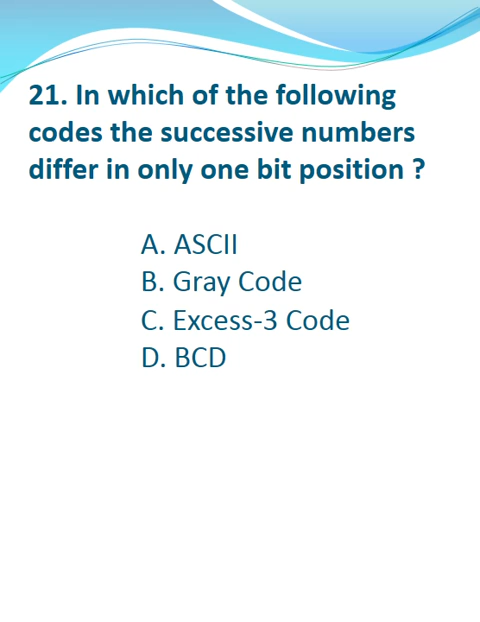 21. In which of the following
codes the successive numbers
differ in only one bit position ?
A. ASCII
B. Gray Code
C. Excess-3 Code
D. BCD